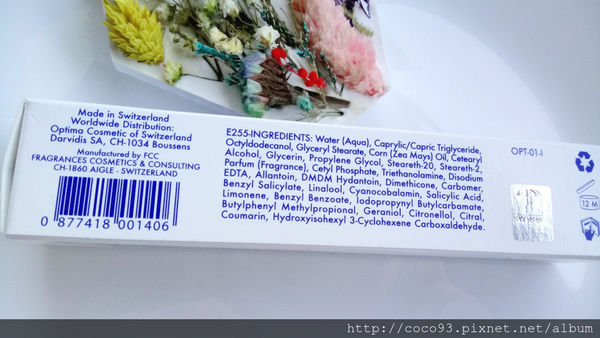 Made in Switzerland
Worldwide Distribution:
Optima Cosmetic of Switzerland
Darvidis SA, CH-1034 Boussens
Manufactured by FCC
FRAGRANCES COSMETICS & CONSULTING
CH-1860 AIGLE - SWITZERLAND
0 877418 001406
E255-INGREDIENTS: Water (Aqua), Caprylic/Capric Triglyceride,
Octyldodecanol, Glyceryl Stearate, Corn (Zea Mays) Oil, Cetearyl
Alcohol, Glycerin, Propylene Glycol, Steareth-20, Steareth-2,
Parfum (Fragrance), Cetyl Phosphate, Triethanolamine, Disodium
EDTA, Allantoin, DMDM Hydantoin, Dimethicone, Carbomer,
Benzyl Salicylate, Linalool, Cyanocobalamin, Salicylic Acid,
Limonene, Benzyl Benzoate, Iodopropynyl Butylcarbamate,
Butylphenyl Methylpropional, Geraniol, Citronellol, Citral,
Coumarin, Hydroxyisohexyl 3-Cyclohexene Carboxaldehyde.
OPT-01-I
SWISS
12 M
http://coco93.pixnet.net/album